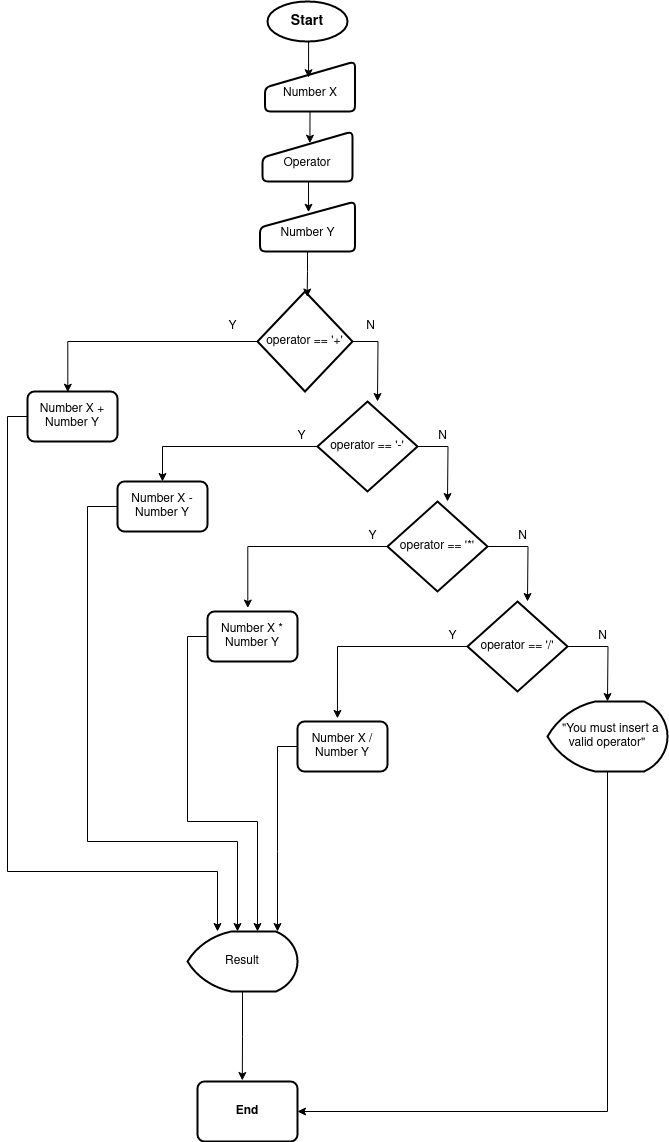 Start
Number X
Operator
Number Y
Y
N
operator == '+'
Number X +
Number Y
Y
N
operator == '-'
Number X -
Number Y
Y
N
operator == '*'
Number X *
Number Y
Y
N
operator == '/'
"You must insert a
valid operator"
Number X /
Number Y
Result
End